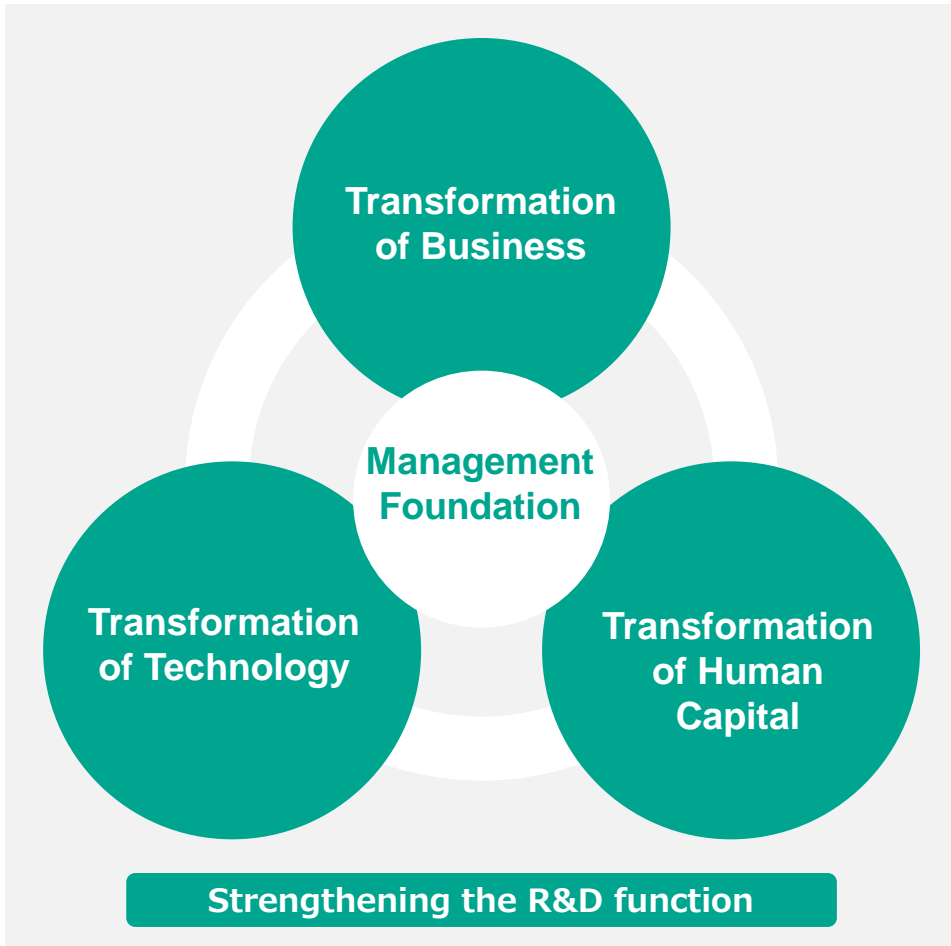 Transformation
of Business
Management
Foundation
Transformation
of Technology
Transformation
of Human
Capital
Strengthening the R&D function